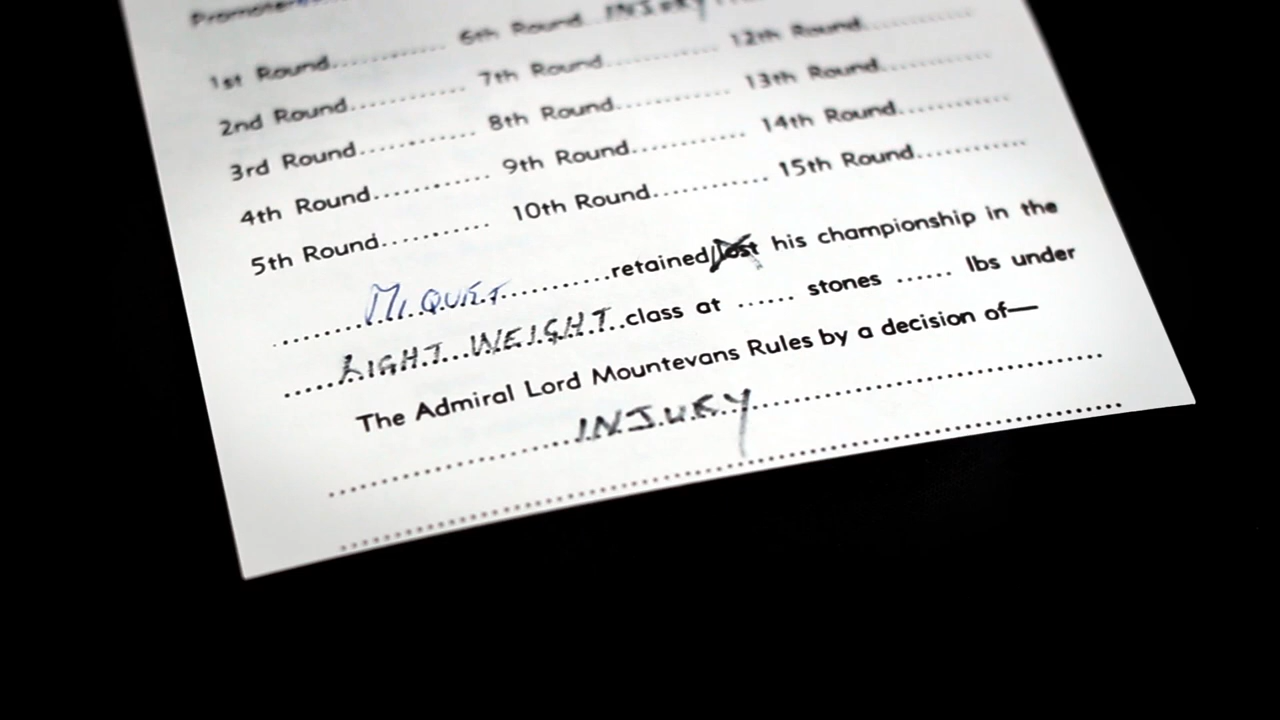 Promoter
1st Round.............. 6th Round...INJURY
2nd Round.............. 7th Round.............. 12th Round..............
3rd Round.............. 8th Round.............. 13th Round..............
4th Round.............. 9th Round.............. 14th Round..............
5th Round.............. 10th Round.............. 15th Round..............
..........retained/lost his championship in the
.....LIGHT...WEIGHT..class at ...... stones ...... lbs under
The Admiral Lord Mountevans Rules by a decision of—
INJURY